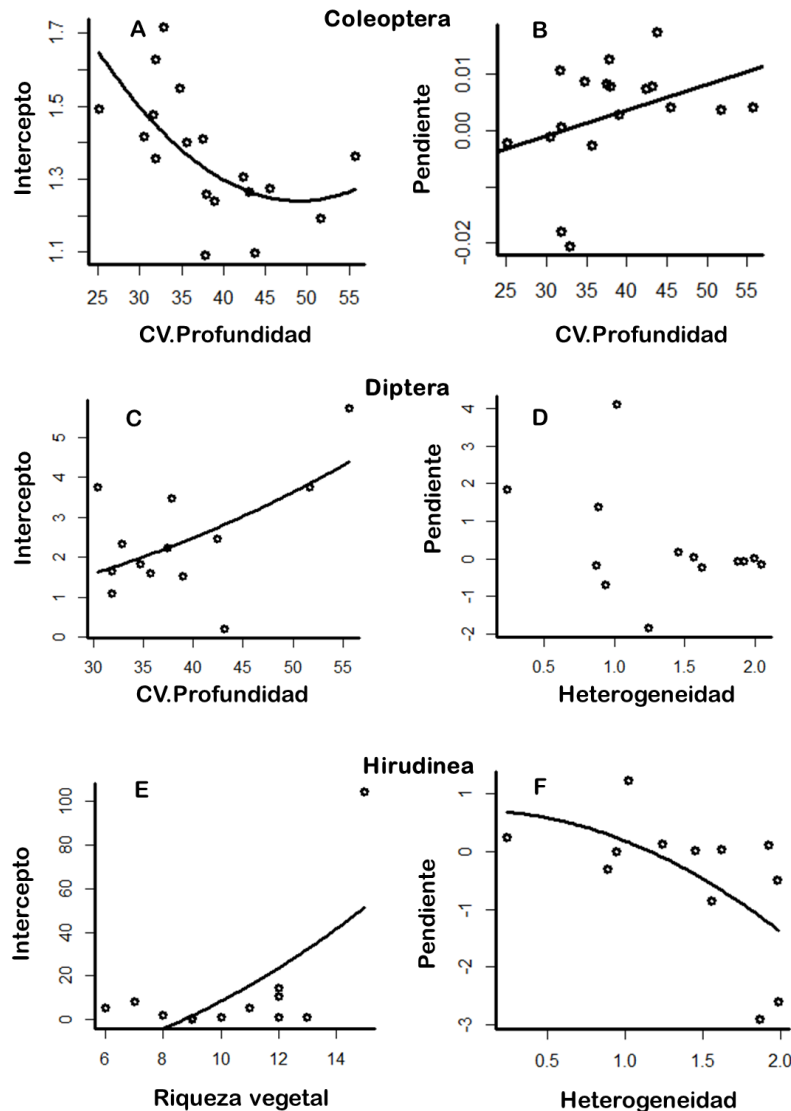 Coleoptera
A
Intercepto
1.7
1.5
1.3
1.1
25 30 35 40 45 50 55
CV.Profundidad
B
Pendiente
0.01
0.00
-0.02
25 30 35 40 45 50 55
CV.Profundidad
Diptera
C
Intercepto
5
4
3
2
1
0
30 35 40 45 50 55
CV.Profundidad
D
Pendiente
4
3
2
1
0
-1
-2
0.5 1.0 1.5 2.0
Heterogeneidad
Hirudinea
E
Intercepto
100
80
60
40
20
0
6 8 10 12 14
Riqueza vegetal
F
Pendiente
1
0
-1
-2
-3
0.5 1.0 1.5 2.0
Heterogeneidad